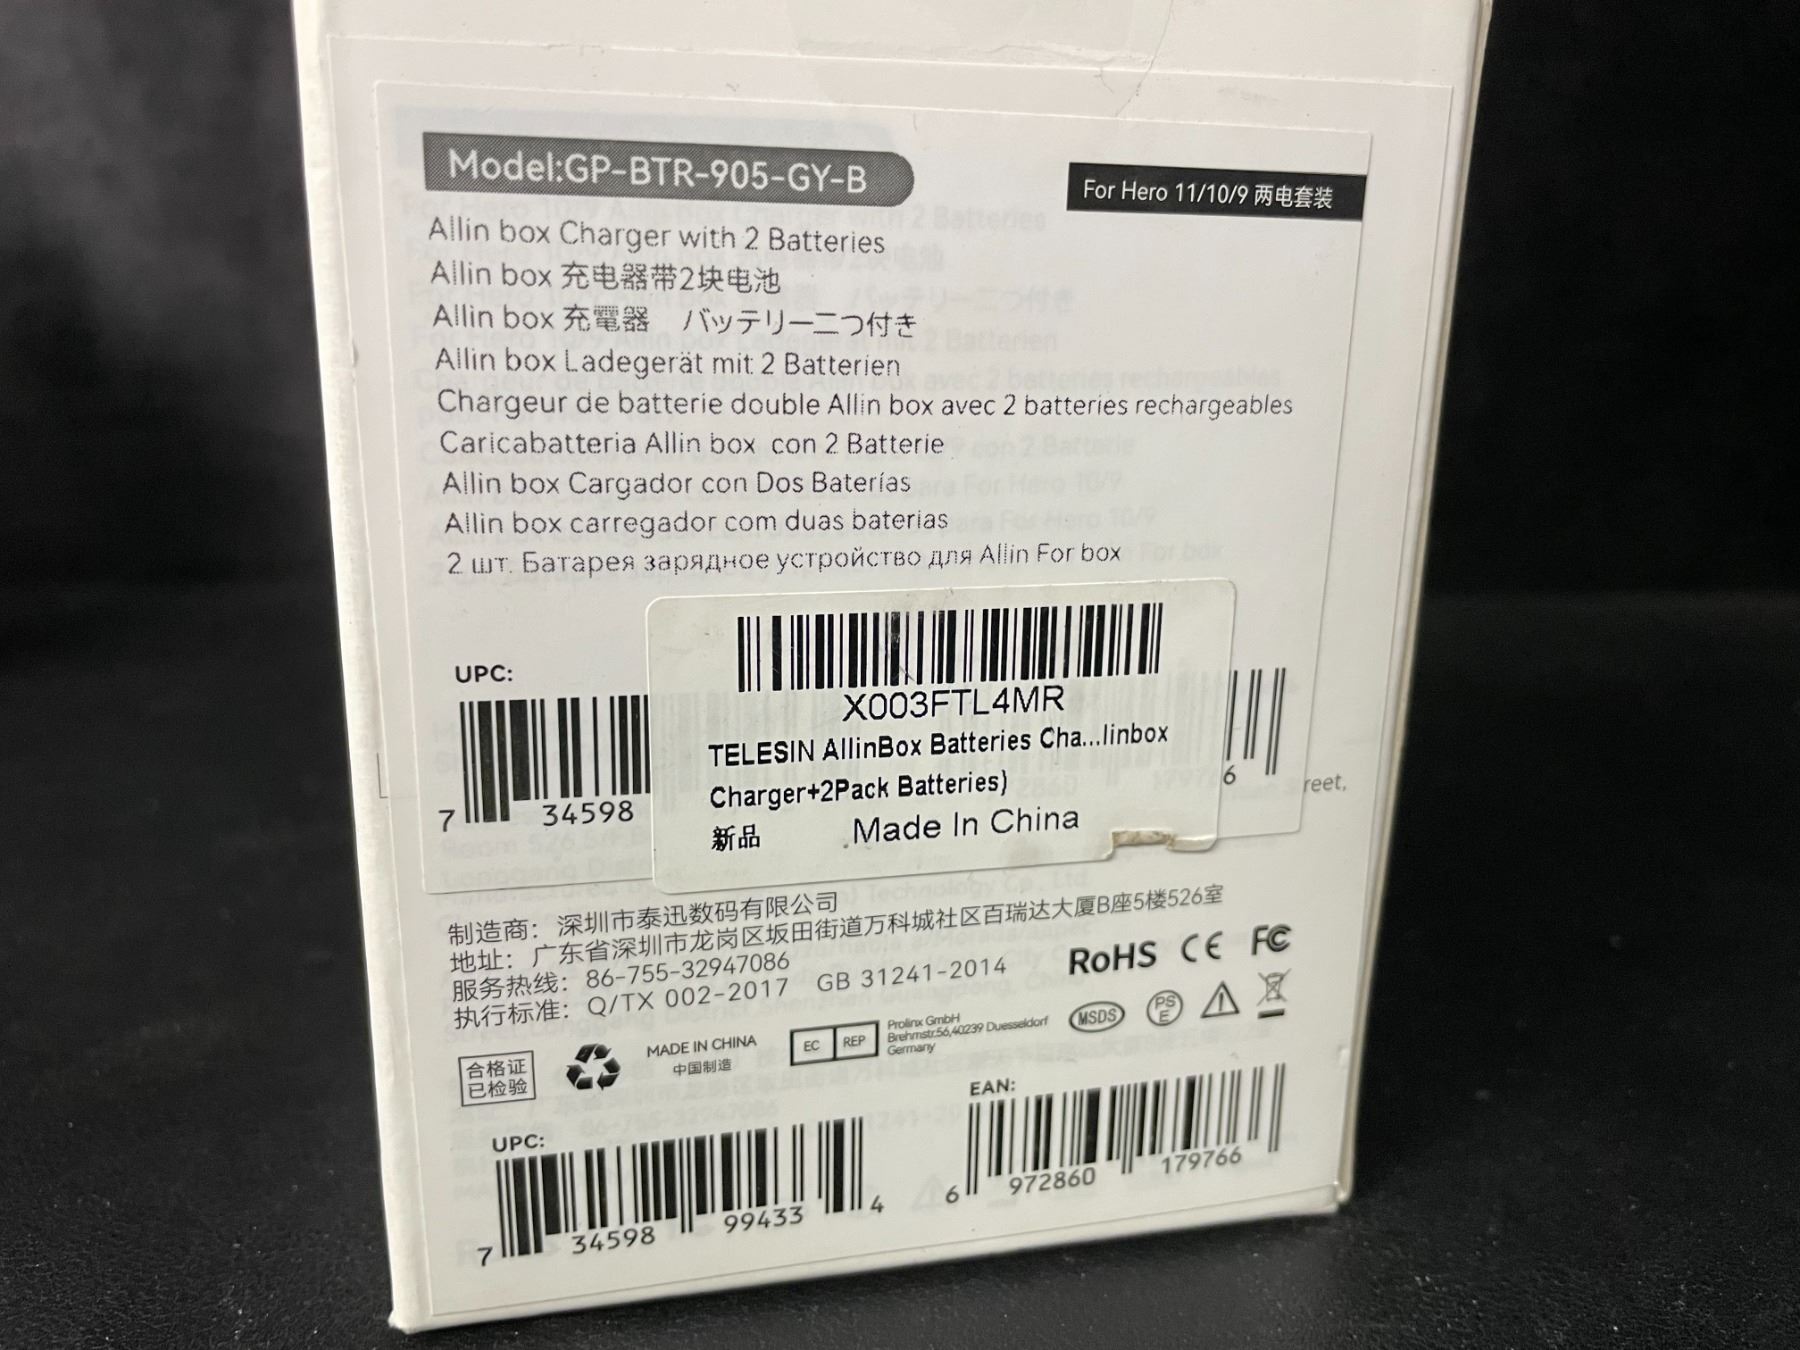 Model:GP-BTR-905-GY-B
For Hero 11/10/9 两电套装
Allin box Charger with 2 Batteries
Allin box 充电器带2块电池
Allin box 充電器 バッテリー二つ付き
Allin box Ladegerät mit 2 Batterien
Chargeur de batterie double Allin box avec 2 batteries rechargeables
Caricabatteria Allin box con 2 Batterie
Allin box Cargador con Dos Baterías
Allin box carregador com duas baterias
2 шт. Батарея зарядное устройство для Allin For box
UPC:
7 34598
6
X003FTL4MR
TELESIN AllinBox Batteries Cha...linbox
Charger+2Pack Batteries)
新品 Made In China
reet,
制造商：深圳市泰迅数码有限公司
地址：广东省深圳市龙岗区坂田街道万科城社区百瑞达大厦B座5楼526室
服务热线：86-755-32947086
执行标准：Q/TX 002-2017 GB 31241-2014
RoHS CE FC
MSDS PS E
合格证
已检验
MADE IN CHINA
中国制造
EC REP
Prolinx GmbH
Brehmstr.56,40239 Duesseldorf
Germany
UPC:
7 34598 99433 4
EAN:
6 972860 179766